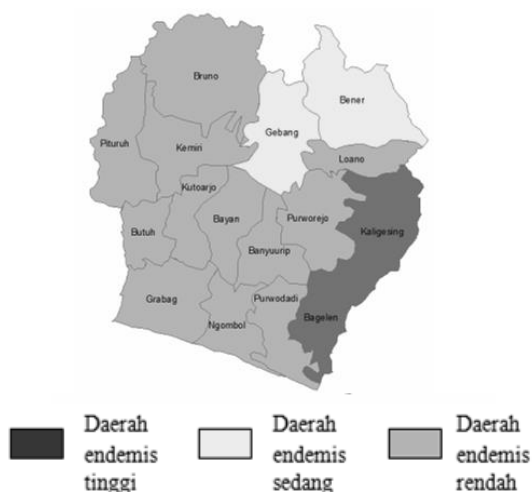 Bruno
Bener
Gebang
Pituruh
Kemiri
Loano
Kutoarjo
Bayan
Purworejo
Butuh
Kaligesing
Banyuurip
Grabag
Purwodadi
Ngombol
Bagelen
Daerah
endemis
tinggi
Daerah
endemis
sedang
Daerah
endemis
rendah